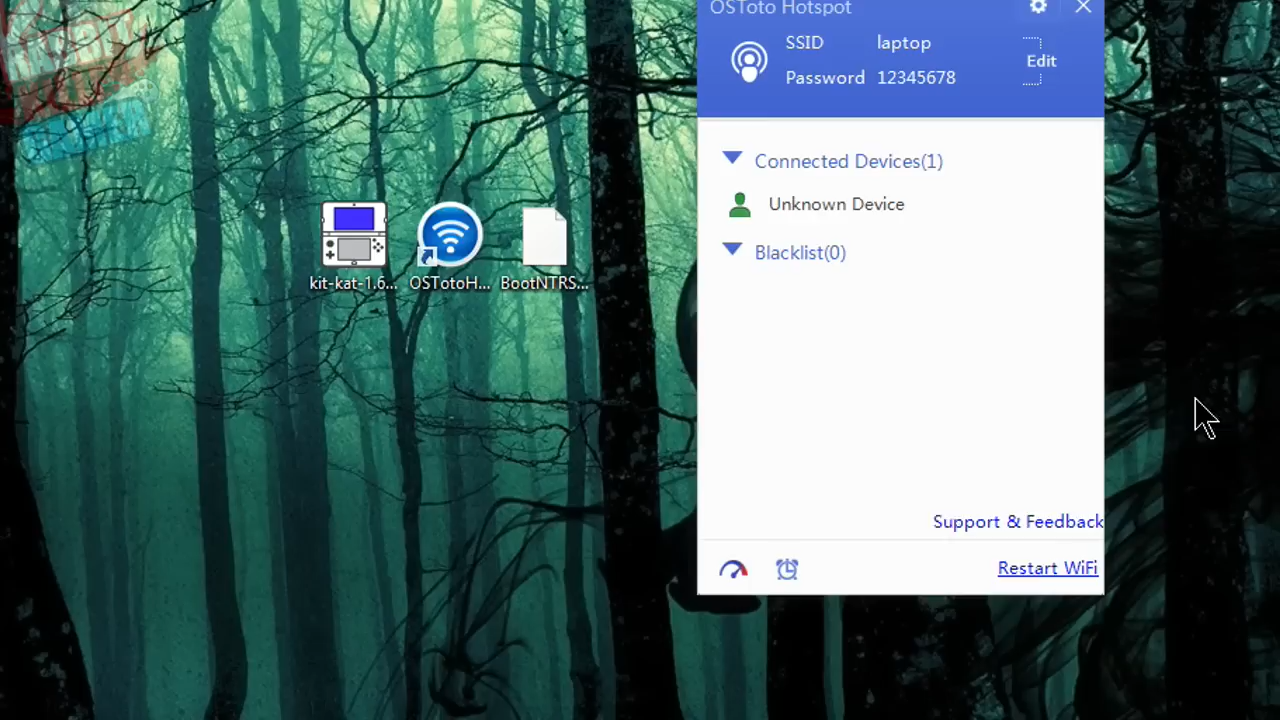 OSToto Hotspot
SSID laptop
Password 12345678
Edit
Connected Devices(1)
Unknown Device
Blacklist(0)
kit-kat-1.6...
OSTotoH...
BootNTRS...
Support & Feedback
Restart WiFi